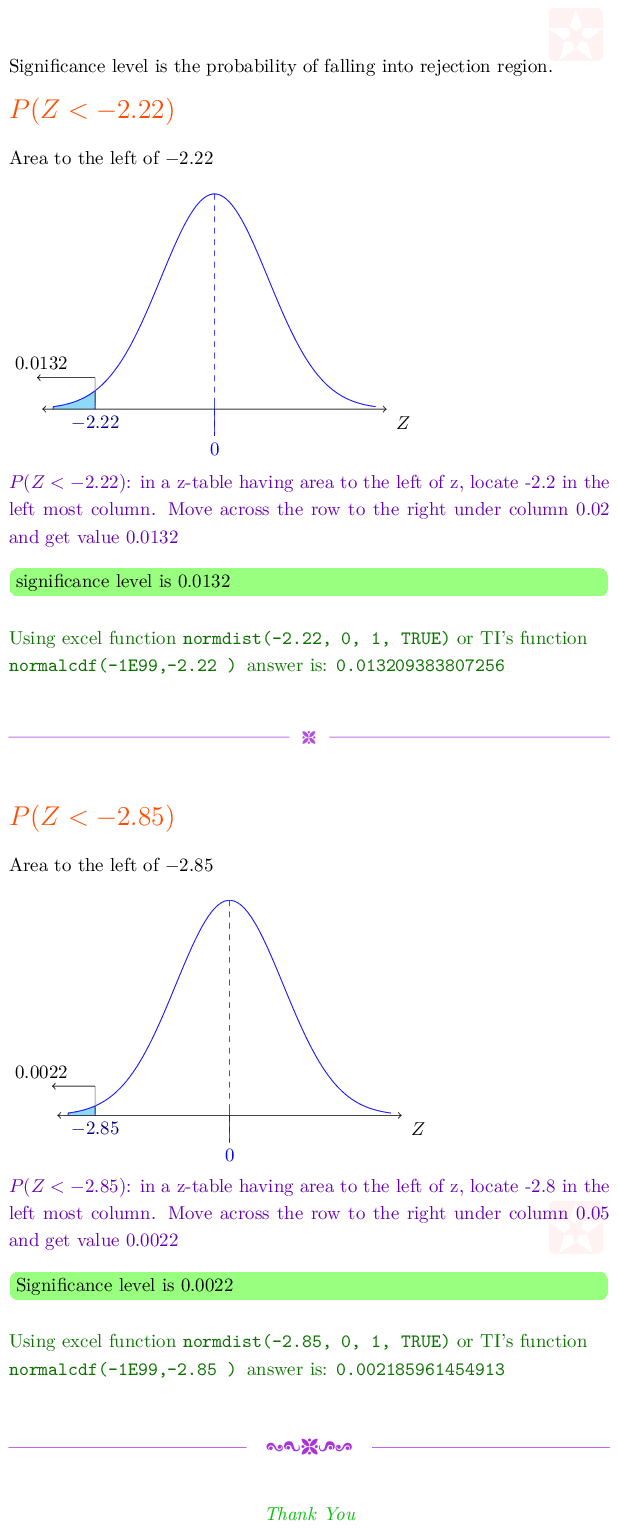 Significance level is the probability of falling into rejection region.
P(Z < −2.22)
Area to the left of −2.22
0.0132
−2.22
Z
0
P(Z < −2.22): in a z-table having area to the left of z, locate -2.2 in the
left most column. Move across the row to the right under column 0.02
and get value 0.0132
significance level is 0.0132
Using excel function normdist(-2.22, 0, 1, TRUE) or TI's function
normalcdf(-1E99,-2.22 ) answer is: 0.013209383807256
P(Z < −2.85)
Area to the left of −2.85
0.0022
−2.85
Z
0
P(Z < −2.85): in a z-table having area to the left of z, locate -2.8 in the
left most column. Move across the row to the right under column 0.05
and get value 0.0022
Significance level is 0.0022
Using excel function normdist(-2.85, 0, 1, TRUE) or TI's function
normalcdf(-1E99,-2.85 ) answer is: 0.002185961454913
Thank You